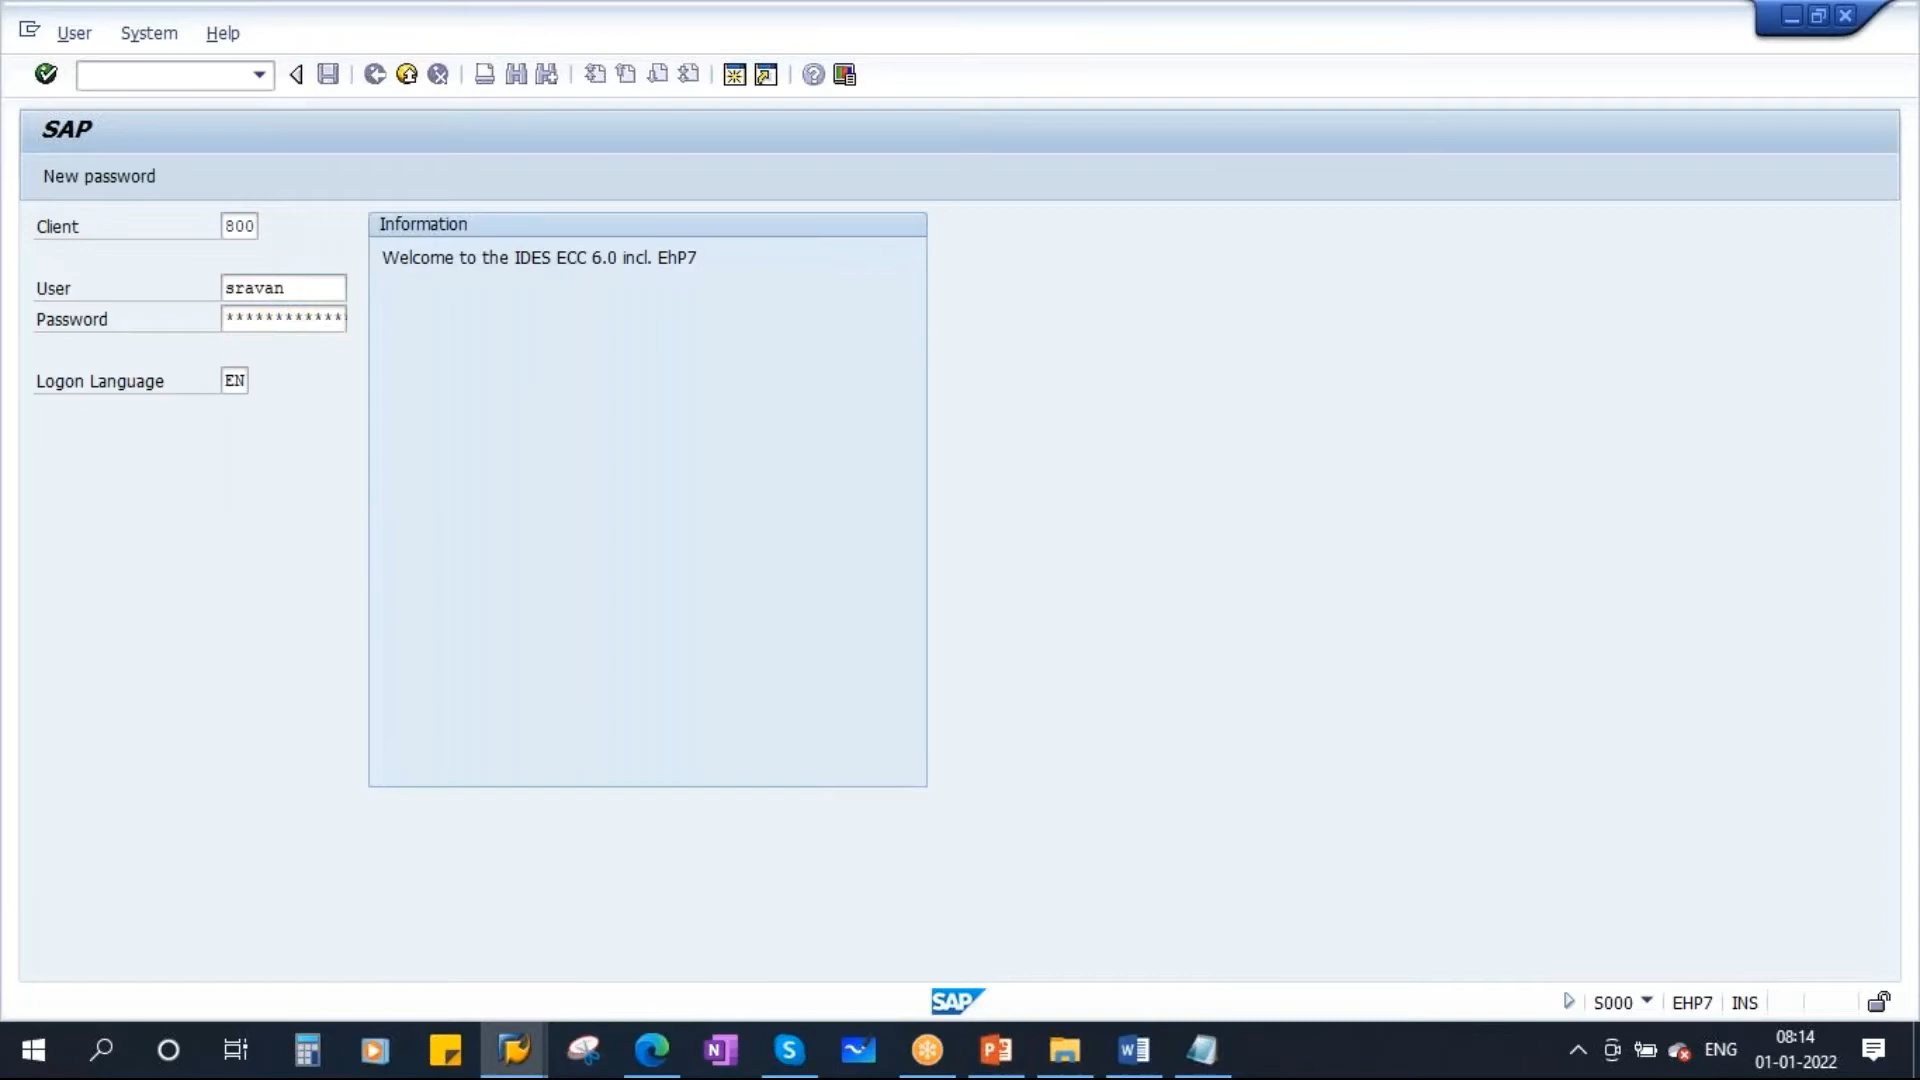 User System Help
SAP
New password
Client 800
Information
Welcome to the IDES ECC 6.0 incl. EhP7
User sravan
Password ************
Logon Language EN
SAP
S000 EHP7 INS
ENG
08:14
01-01-2022